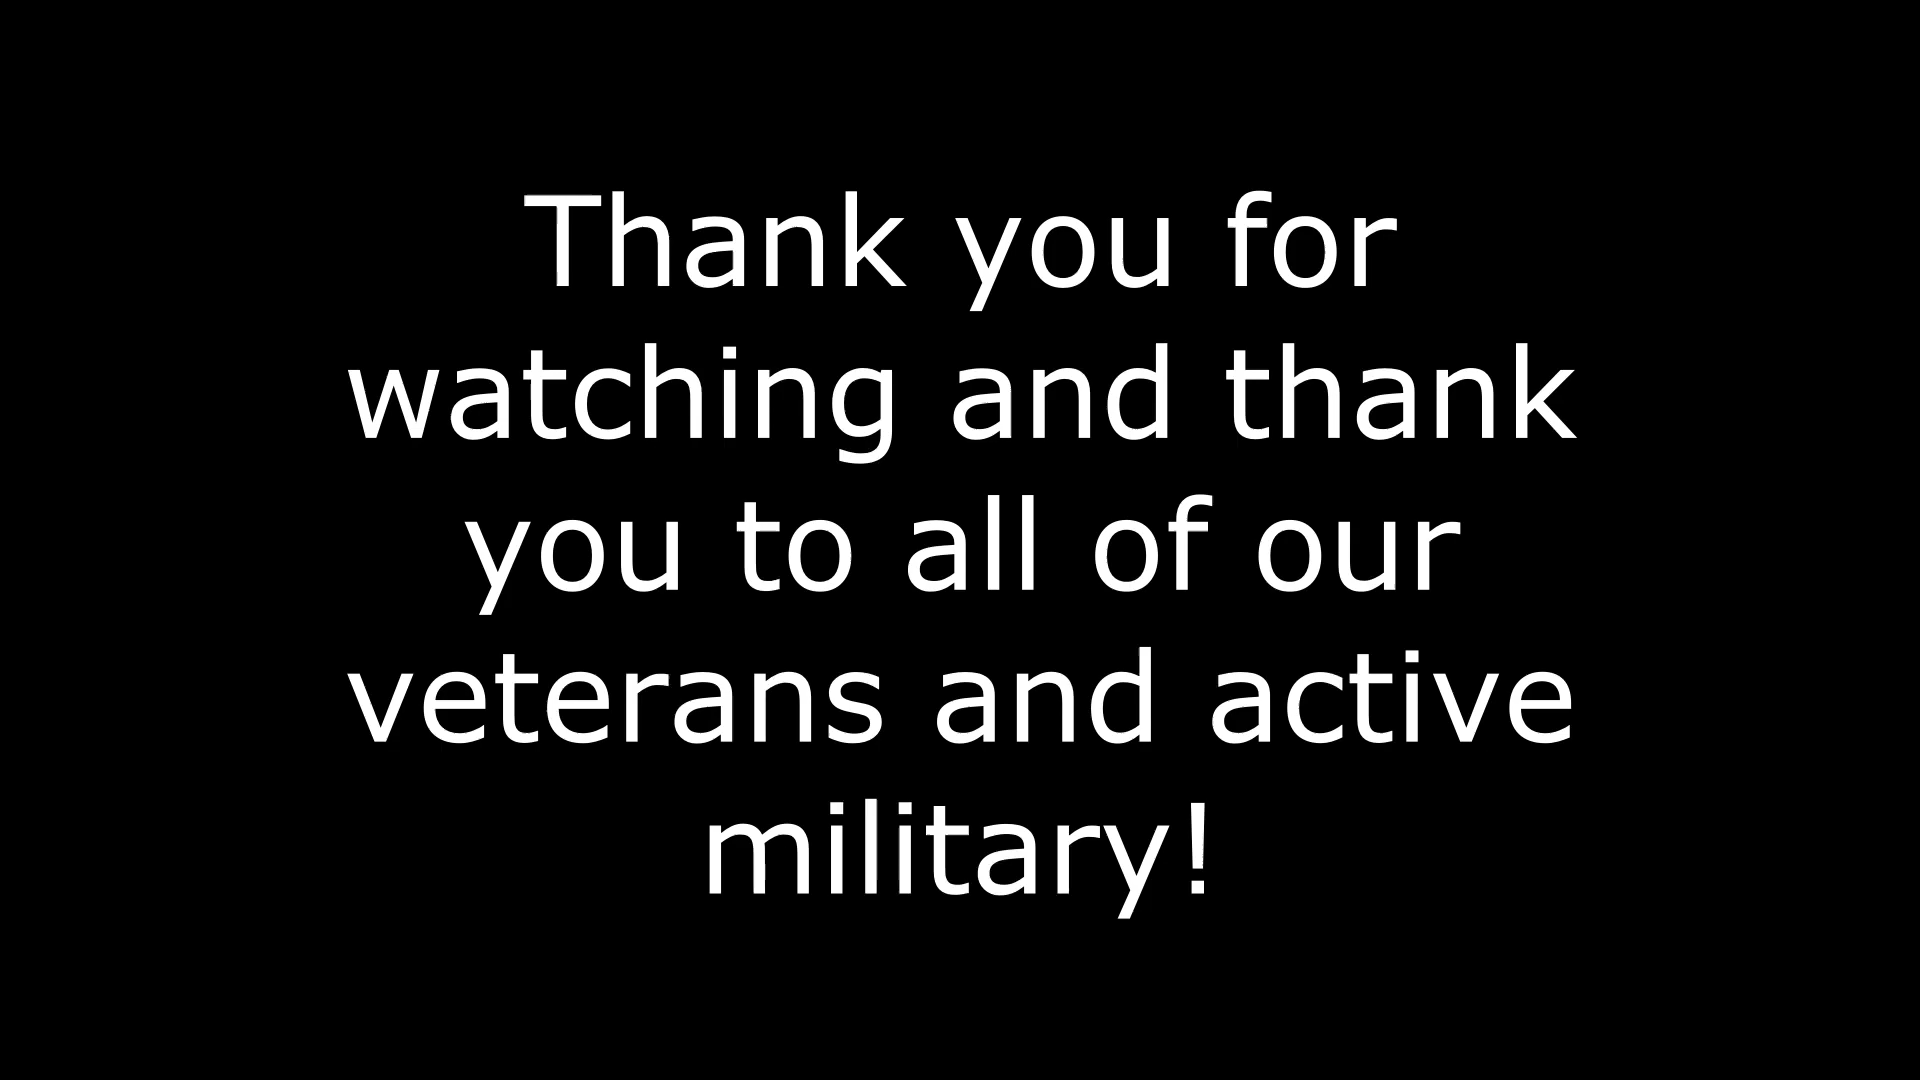 Thank you for
watching and thank
you to all of our
veterans and active
military!